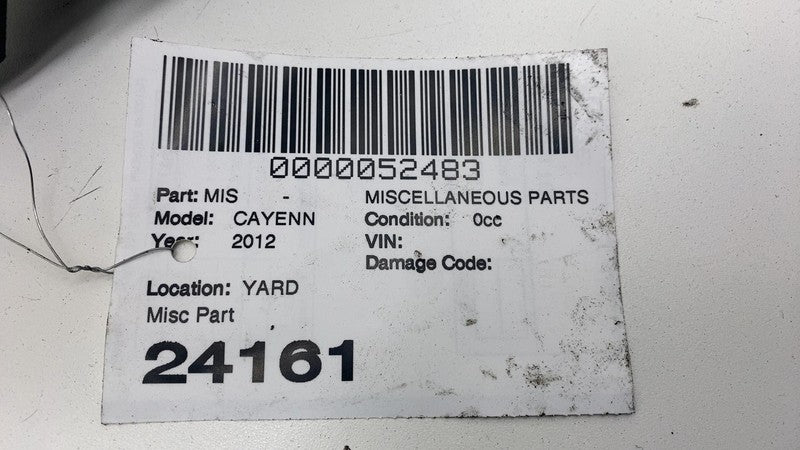 0000052483
Part: MIS - MISCELLANEOUS PARTS
Model: CAYENN Condition: 0cc
Year: 2012 VIN:
Damage Code:
Location: YARD
Misc Part
24161